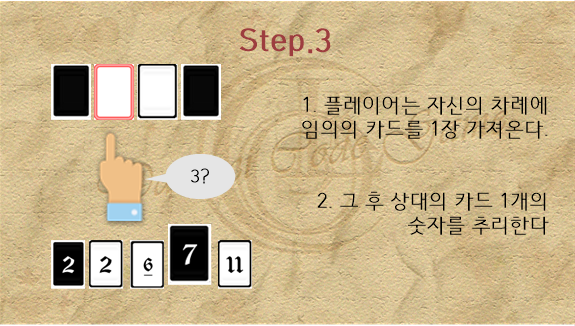 Step.3
1. 플레이어는 자신의 차례에
임의의 카드를 1장 가져온다.
3?
2. 그 후 상대의 카드 1개의
숫자를 추리한다
2 2 6 7 11